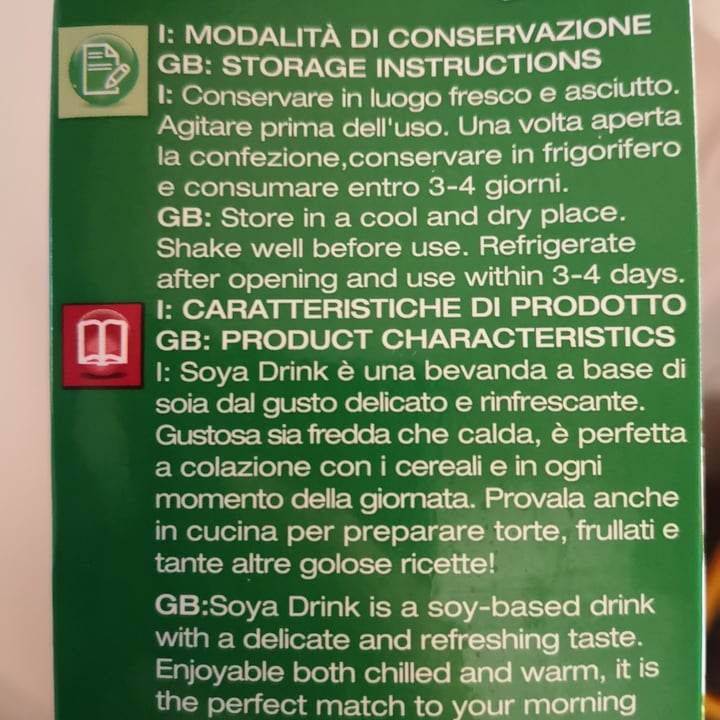 I: MODALITÀ DI CONSERVAZIONE
GB: STORAGE INSTRUCTIONS
I: Conservare in luogo fresco e asciutto.
Agitare prima dell'uso. Una volta aperta
la confezione,conservare in frigorifero
e consumare entro 3-4 giorni.
GB: Store in a cool and dry place.
Shake well before use. Refrigerate
after opening and use within 3-4 days.
I: CARATTERISTICHE DI PRODOTTO
GB: PRODUCT CHARACTERISTICS
I: Soya Drink è una bevanda a base di
soia dal gusto delicato e rinfrescante.
Gustosa sia fredda che calda, è perfetta
a colazione con i cereali e in ogni
momento della giornata. Provala anche
in cucina per preparare torte, frullati e
tante altre golose ricette!
GB:Soya Drink is a soy-based drink
with a delicate and refreshing taste.
Enjoyable both chilled and warm, it is
the perfect match to your morning